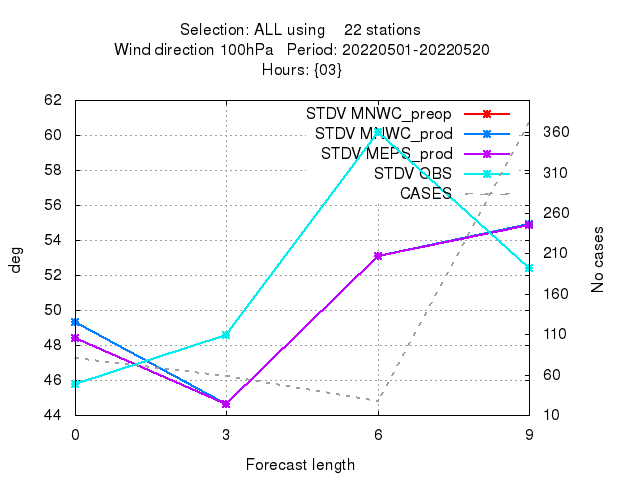 Selection: ALL using    22 stations
Wind direction 100hPa   Period: 20220501-20220520
Hours: {03}
62
60
58
56
54
52
50
48
46
44
deg
STDV MNWC_preop
STDV MNWC_prod
STDV MEPS_prod
STDV OBS
CASES
360
310
260
210
160
110
60
10
No cases
0 3 6 9
Forecast length